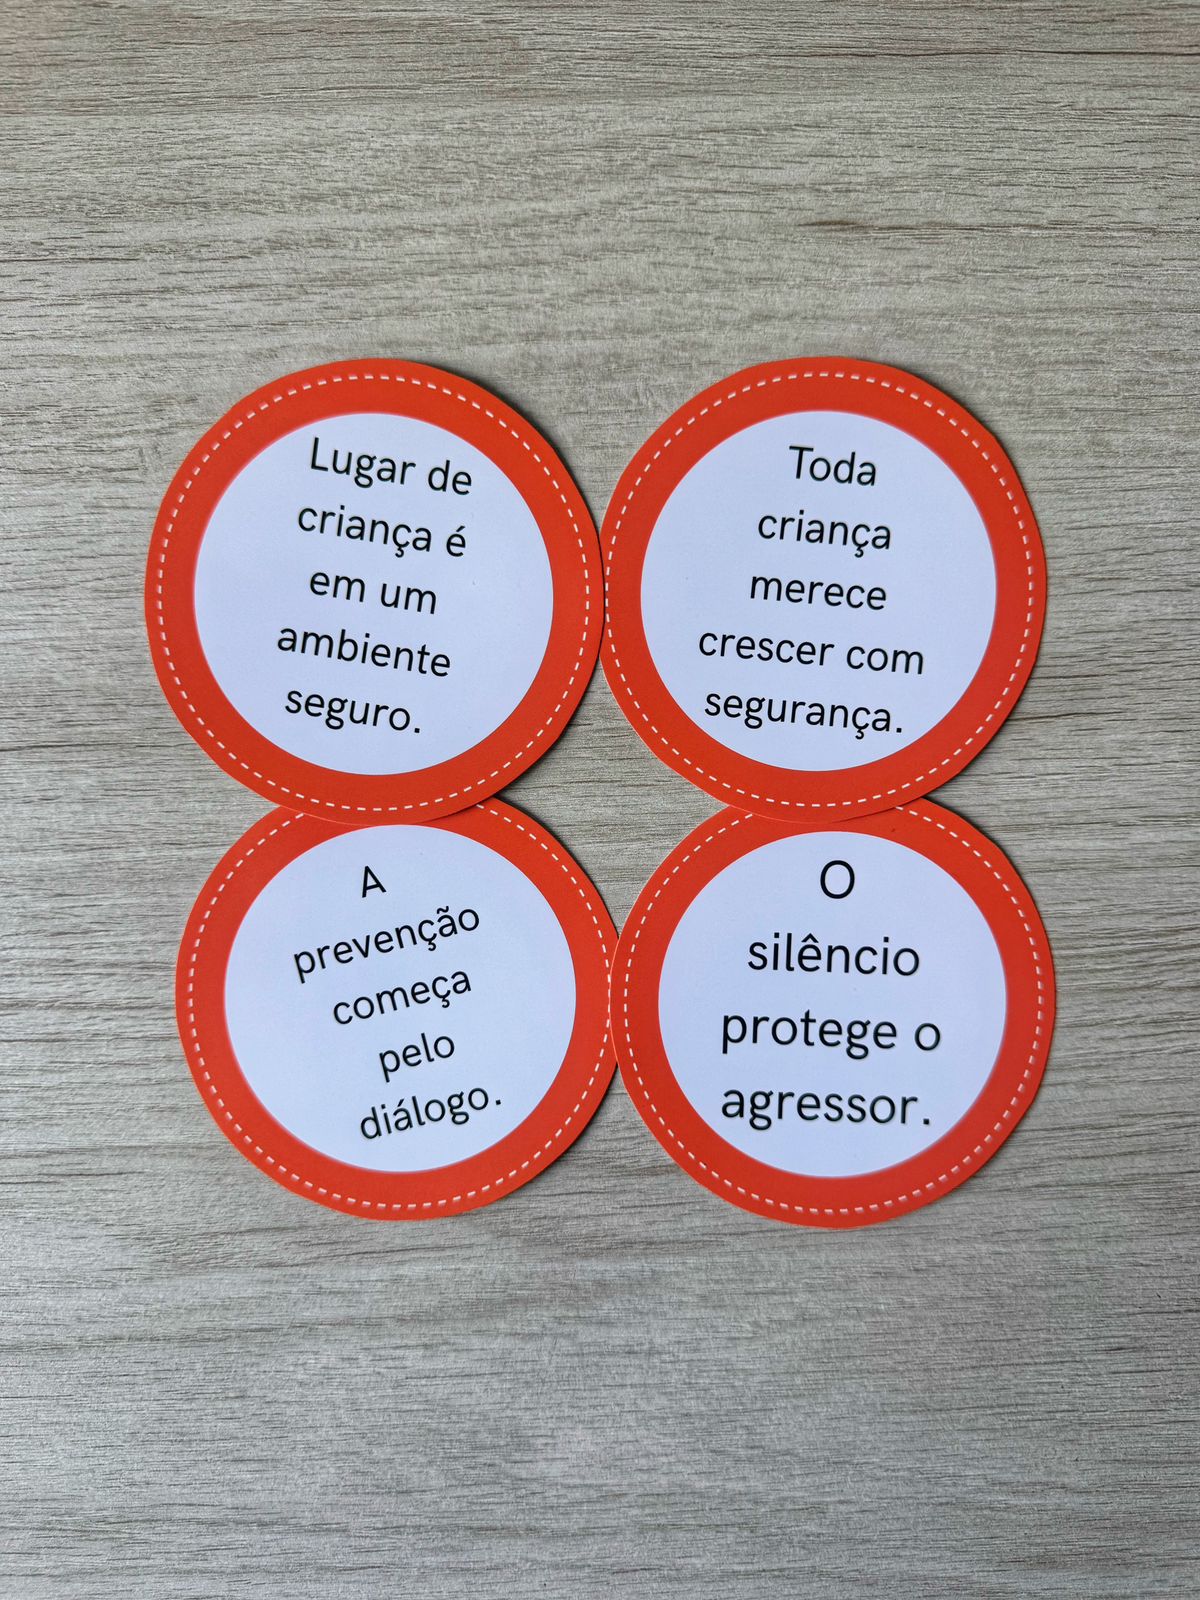 Lugar de
criança é
em um
ambiente
seguro.
Toda
criança
merece
crescer com
segurança.
A
prevenção
começa
pelo
diálogo.
O
silêncio
protege o
agressor.